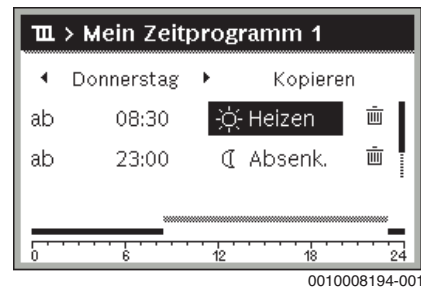 > Mein Zeitprogramm 1
Donnerstag Kopieren
ab 08:30 Heizen
ab 23:00 Absenk.
0 6 12 18 24
0010008194-001